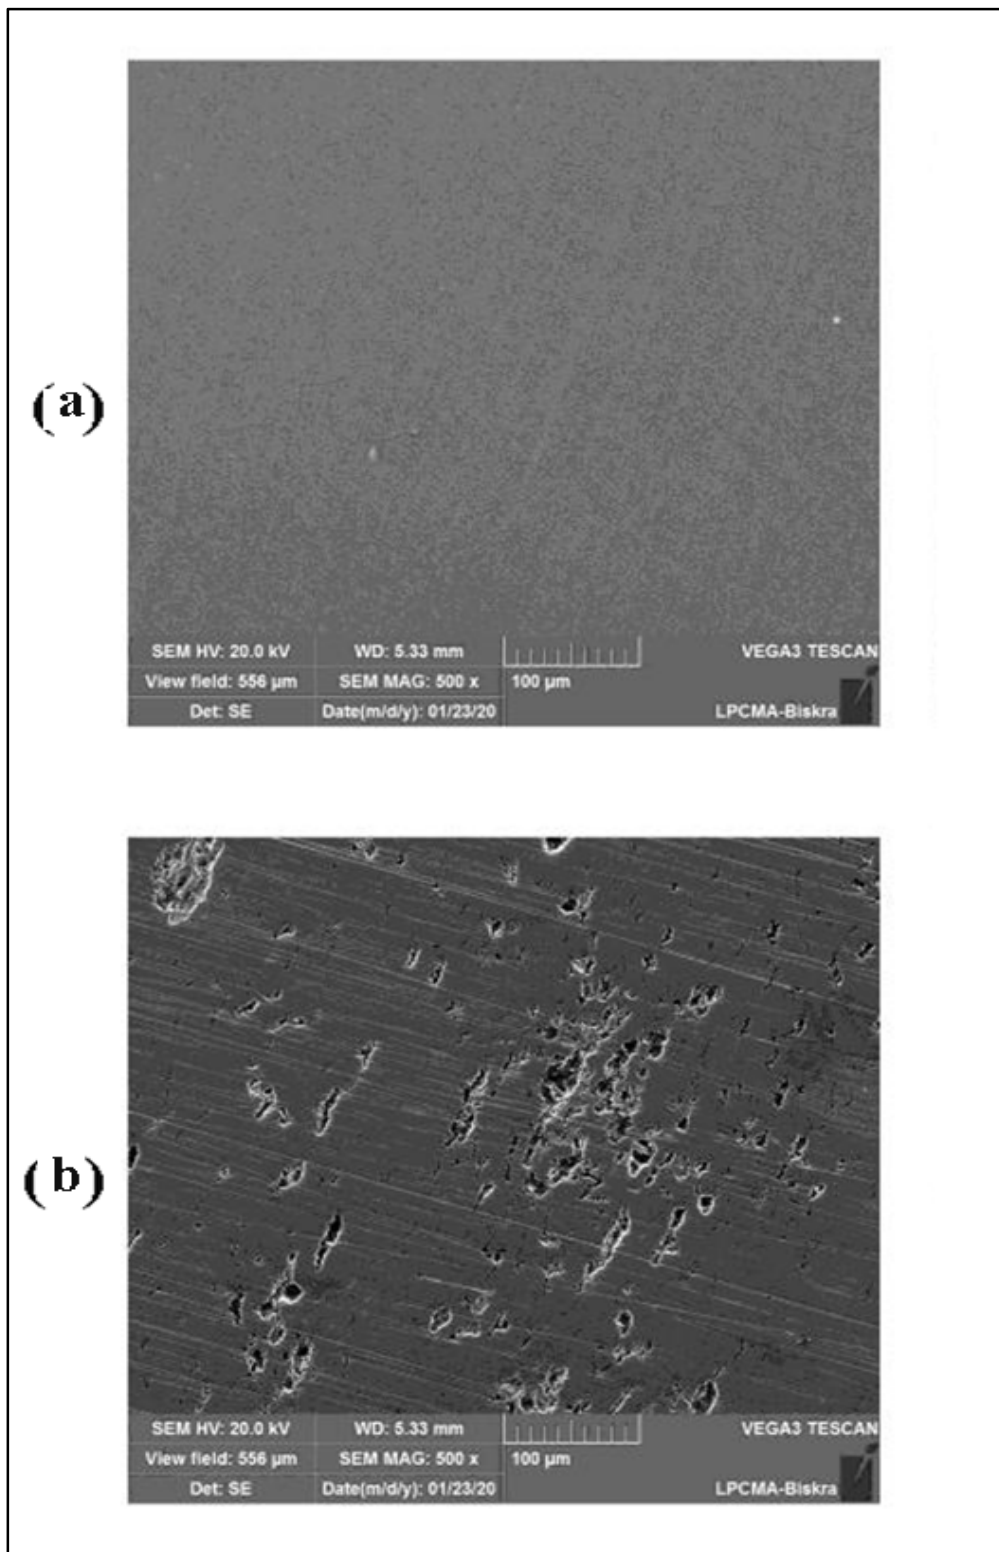 (a)
SEM HV: 20.0 kV WD: 5.33 mm VEGA3 TESCAN
View field: 556 µm SEM MAG: 500 x 100 µm
Det: SE Date(m/d/y): 01/23/20 LPCMA-Biskra
(b)
SEM HV: 20.0 kV WD: 5.33 mm VEGA3 TESCAN
View field: 556 µm SEM MAG: 500 x 100 µm
Det: SE Date(m/d/y): 01/23/20 LPCMA-Biskra